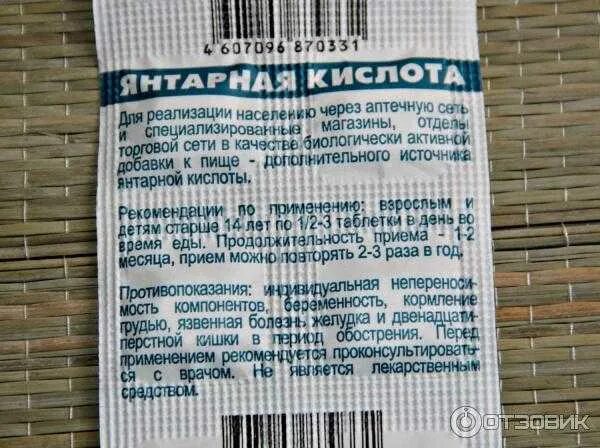 4 607096 870331
ЯНТАРНАЯ КИСЛОТА
Для реализации населению через аптечную сеть
и специализированные магазины, отделы
торговой сети в качестве биологически активной
добавки к пище - дополнительного источника
янтарной кислоты.
Рекомендации по применению: взрослым и
детям старше 14 лет по 1/2-3 таблетки в день во
время еды. Продолжительность приема - 1-2
месяца, прием можно повторять 2-3 раза в год.
Противопоказания: индивидуальная неперено­си-
мость компонентов, беременность, кормление
грудью, язвенная болезнь желудка и двенадцати-
перстной кишки в период обострения. Перед
применением рекомендуется проконсультировать-
ся с врачом. Не является лекарственным
средством.
ОТЗОВИК